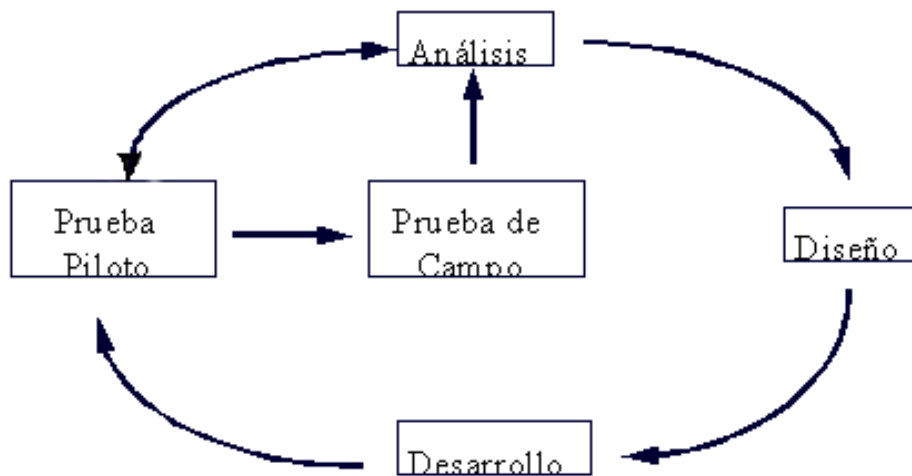 Análisis
Prueba
Piloto
Prueba de
Campo
Diseño
Desarrollo